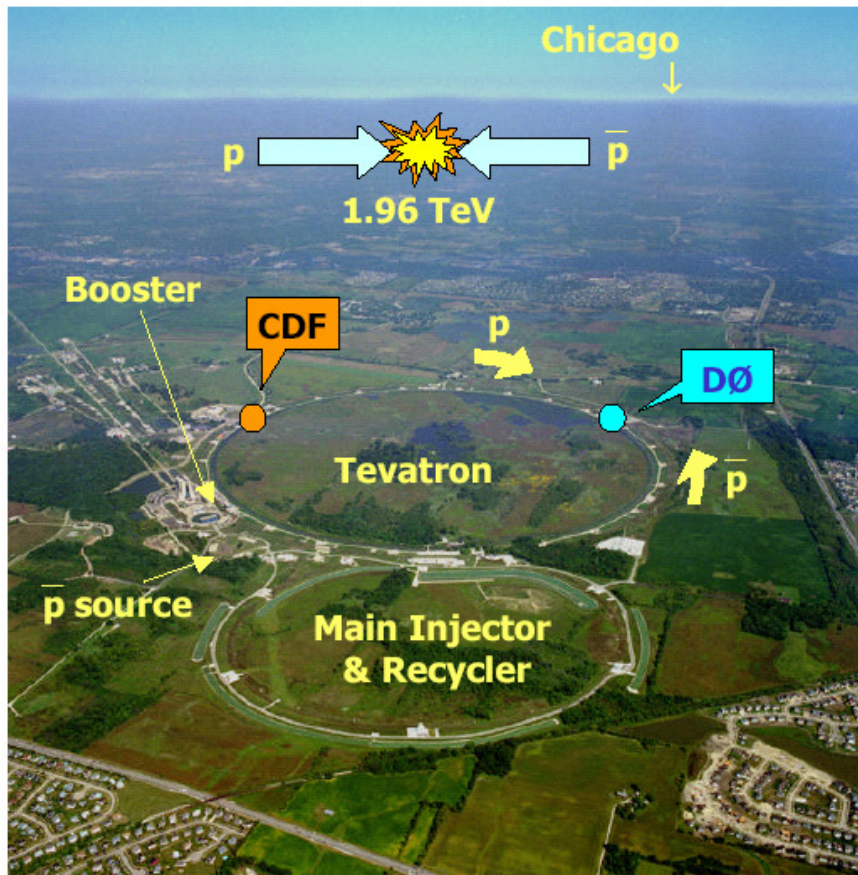 Chicago
↓
p
p̅
1.96 TeV
Booster
CDF
p
DØ
Tevatron
p̅
p̅ source
Main Injector
& Recycler